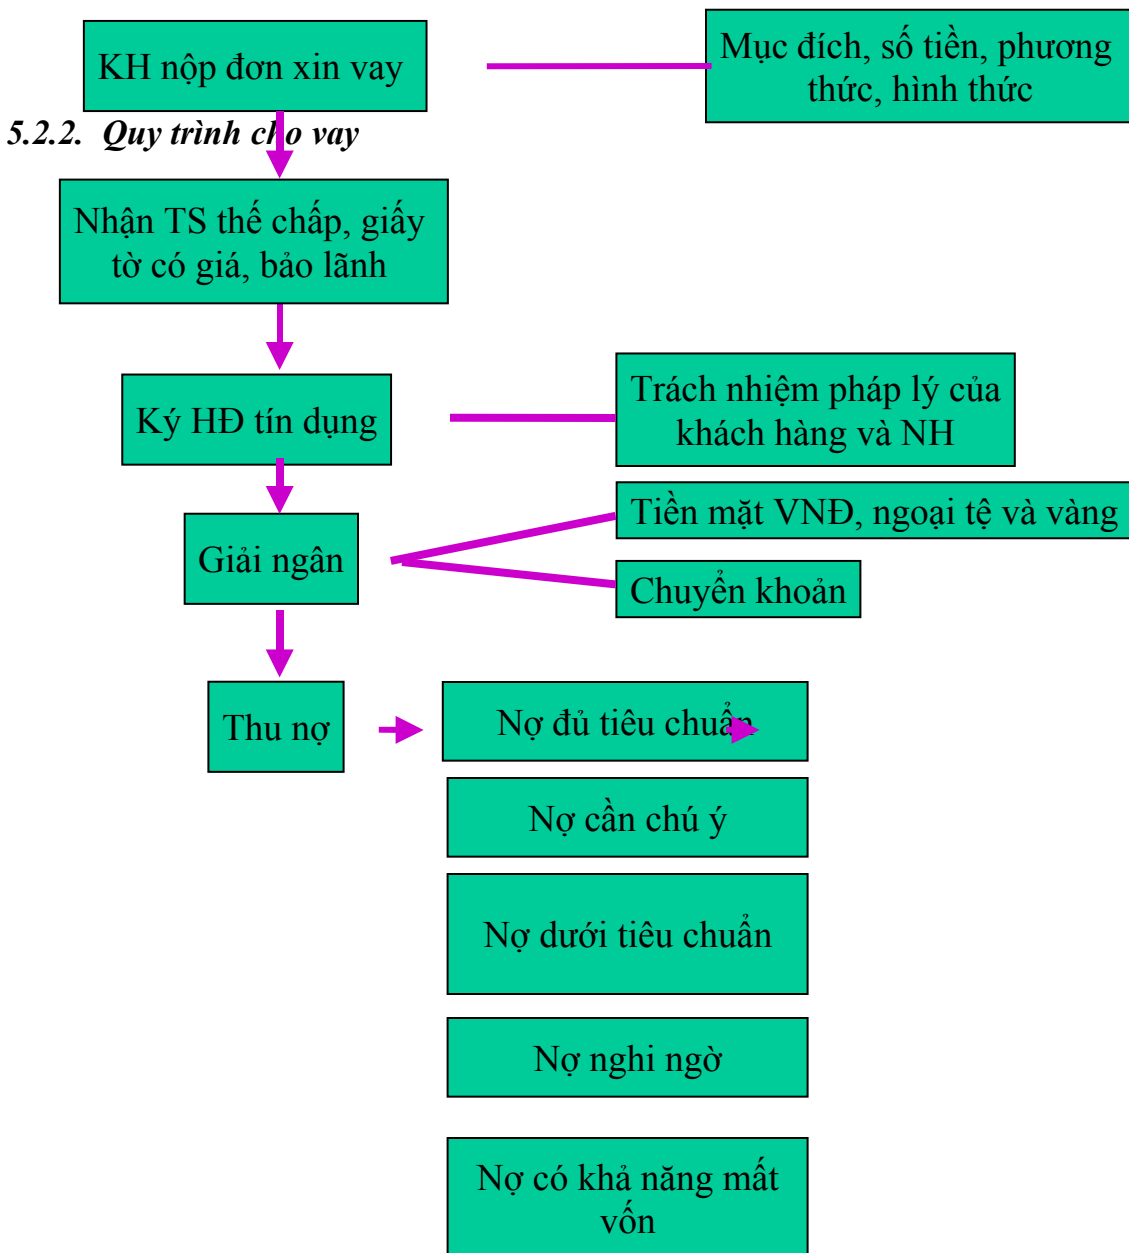 KH nộp đơn xin vay
Mục đích, số tiền, phương
thức, hình thức
5.2.2. Quy trình cho vay
Nhận TS thế chấp, giấy
tờ có giá, bảo lãnh
Ký HĐ tín dụng
Trách nhiệm pháp lý của
khách hàng và NH
Giải ngân
Tiền mặt VNĐ, ngoại tệ và vàng
Chuyển khoản
Thu nợ
Nợ đủ tiêu chuẩn
Nợ cần chú ý
Nợ dưới tiêu chuẩn
Nợ nghi ngờ
Nợ có khả năng mất
vốn